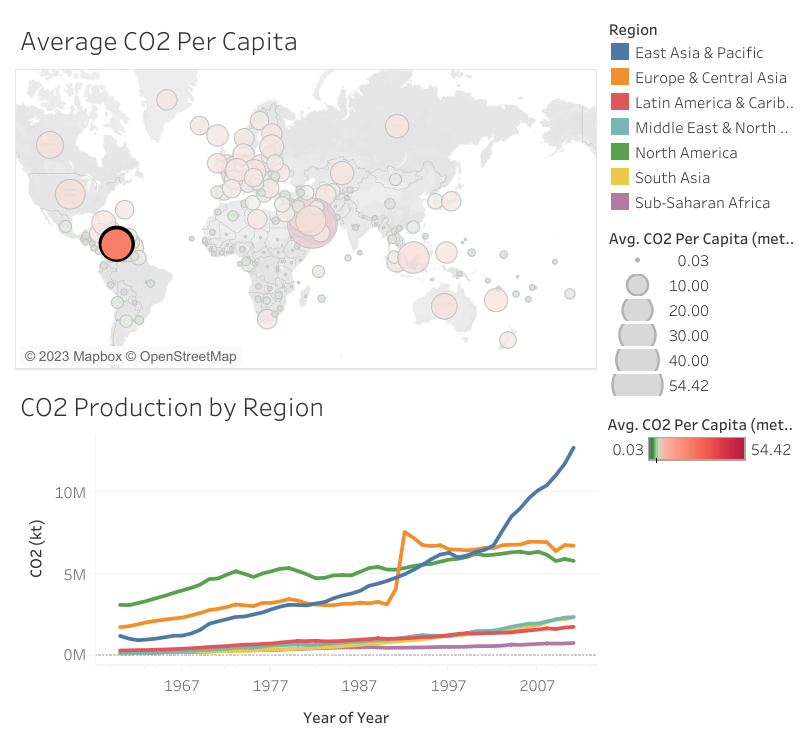 Average CO2 Per Capita
© 2023 Mapbox © OpenStreetMap
Region
East Asia & Pacific
Europe & Central Asia
Latin America & Carib..
Middle East & North ..
North America
South Asia
Sub-Saharan Africa
Avg. CO2 Per Capita (met..
0.03
10.00
20.00
30.00
40.00
54.42
Avg. CO2 Per Capita (met..
0.03 54.42
CO2 Production by Region
CO2 (kt)
10M
5M
0M
1967 1977 1987 1997 2007
Year of Year